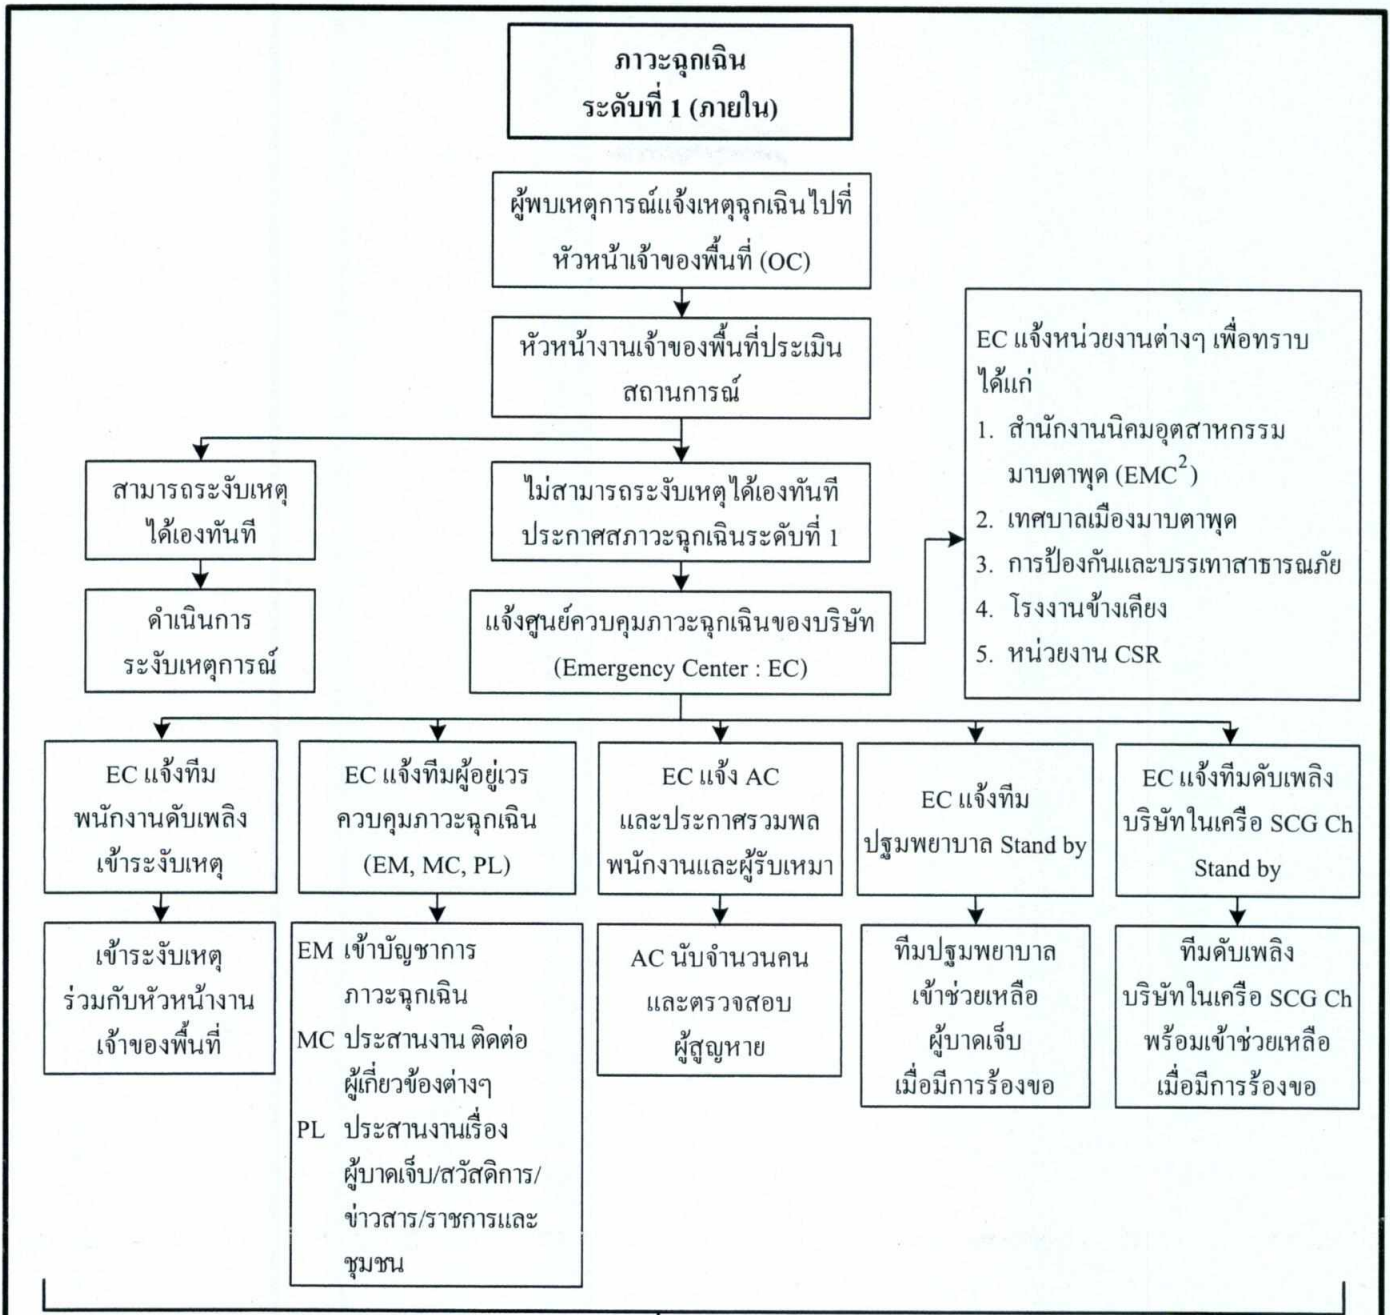 ภาวะฉุกเฉิน
ระดับที่ 1 (ภายใน)
ผู้พบเหตุการณ์แจ้งเหตุฉุกเฉินไปที่
หัวหน้าเจ้าของพื้นที่ (OC)
หัวหน้างานเจ้าของพื้นที่ประเมิน
สถานการณ์
EC แจ้งหน่วยงานต่างๆ เพื่อทราบ
ได้แก่
1. สำนักงานนิคมอุตสาหกรรม
มาบตาพุด (EMC²)
2. เทศบาลเมืองมาบตาพุด
3. การป้องกันและบรรเทาสาธารณภัย
4. โรงงานข้างเคียง
5. หน่วยงาน CSR
สามารถระงับเหตุ
ได้เองทันที
ไม่สามารถระงับเหตุได้เองทันที
ประกาศสภาวะฉุกเฉินระดับที่ 1
ดำเนินการ
ระงับเหตุการณ์
แจ้งศูนย์ควบคุมภาวะฉุกเฉินของบริษัท
(Emergency Center : EC)
EC แจ้งทีม
พนักงานดับเพลิง
เข้าระงับเหตุ
EC แจ้งทีมผู้อยู่เวร
ควบคุมภาวะฉุกเฉิน
(EM, MC, PL)
EC แจ้ง AC
และประกาศรวมพล
พนักงานและผู้รับเหมา
EC แจ้งทีม
ปฐมพยาบาล Stand by
EC แจ้งทีมดับเพลิง
บริษัทในเครือ SCG Ch
Stand by
เข้าระงับเหตุ
ร่วมกับหัวหน้างาน
เจ้าของพื้นที่
EM เข้าบัญชาการ
ภาวะฉุกเฉิน
MC ประสานงาน ติดต่อ
ผู้เกี่ยวข้องต่างๆ
PL ประสานงานเรื่อง
ผู้บาดเจ็บ/สวัสดิการ/
ข่าวสาร/ราชการและ
ชุมชน
AC นับจำนวนคน
และตรวจสอบ
ผู้สูญหาย
ทีมปฐมพยาบาล
เข้าช่วยเหลือ
ผู้บาดเจ็บ
เมื่อมีการร้องขอ
ทีมดับเพลิง
บริษัทในเครือ SCG Ch
พร้อมเข้าช่วยเหลือ
เมื่อมีการร้องขอ